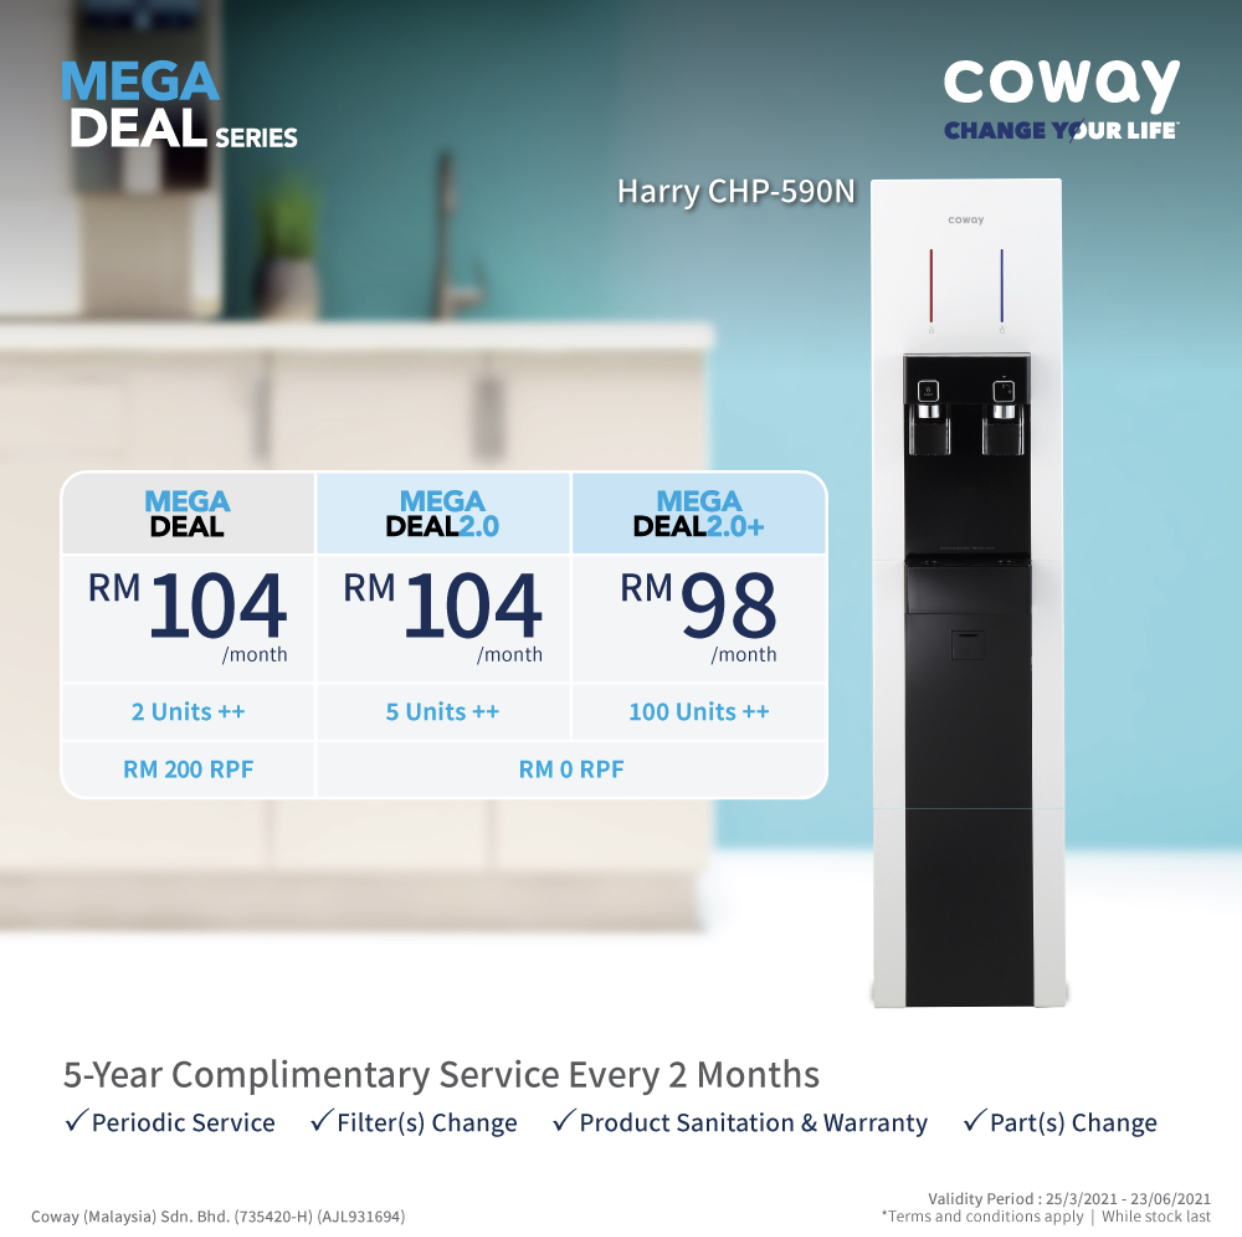 MEGA
DEAL SERIES
coway
CHANGE YOUR LIFE™
Harry CHP-590N
coway
MEGA
DEAL
MEGA
DEAL2.0
MEGA
DEAL2.0+
RM 104
/month
RM 104
/month
RM 98
/month
2 Units ++
5 Units ++
100 Units ++
RM 200 RPF
RM 0 RPF
5-Year Complimentary Service Every 2 Months
✓ Periodic Service ✓ Filter(s) Change ✓ Product Sanitation & Warranty ✓ Part(s) Change
Validity Period : 25/3/2021 - 23/06/2021
Coway (Malaysia) Sdn. Bhd. (735420-H) (AJL931694)
*Terms and conditions apply | While stock last